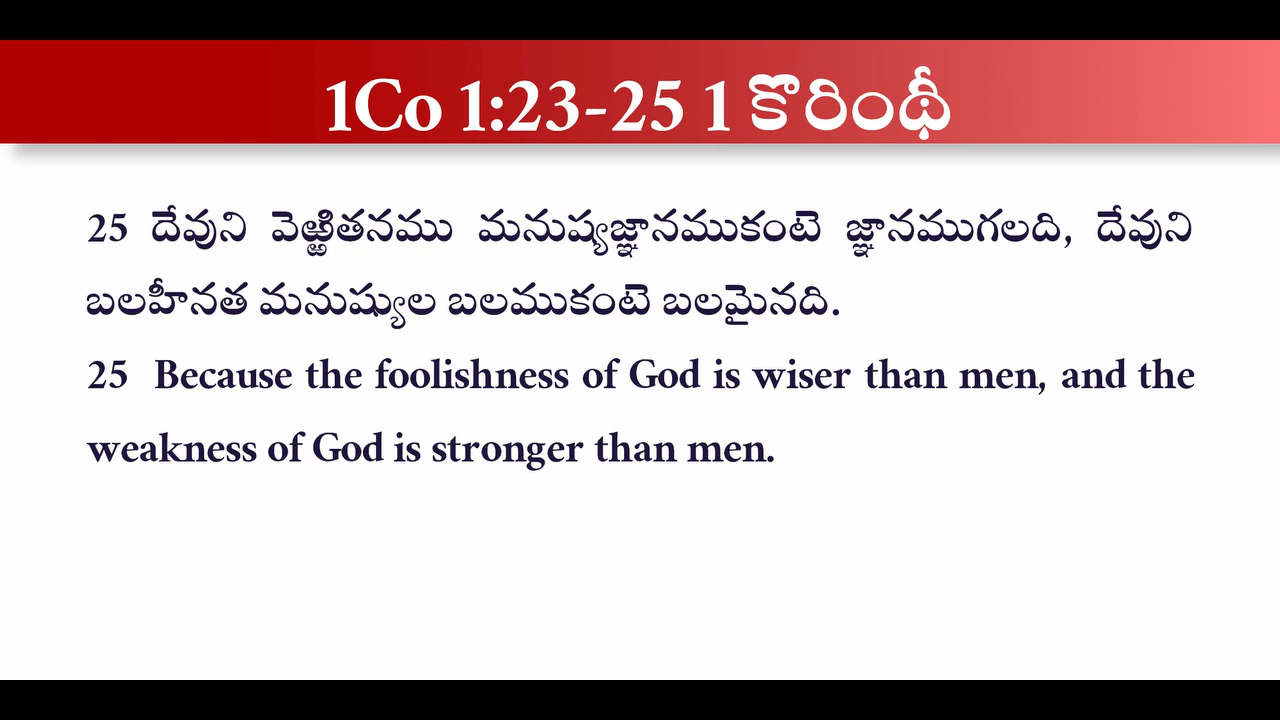 1Co 1:23-25 1 కొరింథీ
25 దేవుని వెఱ్ఱితనము మనుష్యజ్ఞానముకంటె జ్ఞానముగలది, దేవుని
బలహీనత మనుష్యుల బలముకంటె బలమైనది.
25 Because the foolishness of God is wiser than men, and the
weakness of God is stronger than men.